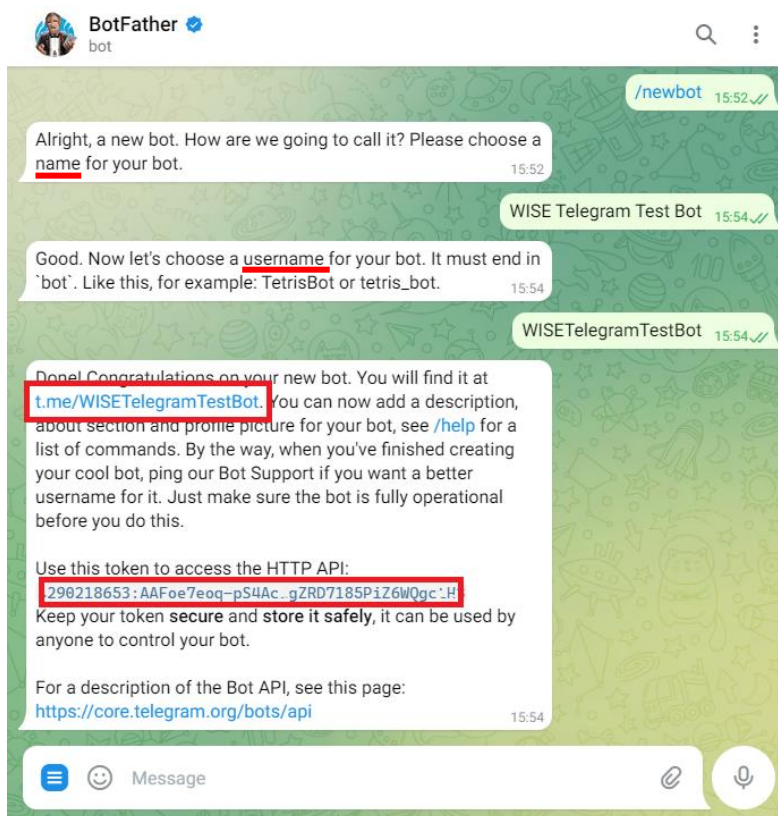 BotFather
bot
/newbot 15:52
Alright, a new bot. How are we going to call it? Please choose a
name for your bot. 15:52
WISE Telegram Test Bot 15:54
Good. Now let's choose a username for your bot. It must end in
`bot`. Like this, for example: TetrisBot or tetris_bot. 15:54
WISETelegramTestBot 15:54
Done! Congratulations on your new bot. You will find it at
t.me/WISETelegramTestBot. You can now add a description,
about section and profile picture for your bot, see /help for a
list of commands. By the way, when you've finished creating
your cool bot, ping our Bot Support if you want a better
username for it. Just make sure the bot is fully operational
before you do this.
Use this token to access the HTTP API:
Keep your token secure and store it safely, it can be used by
anyone to control your bot.
For a description of the Bot API, see this page:
https://core.telegram.org/bots/api 15:54
Message